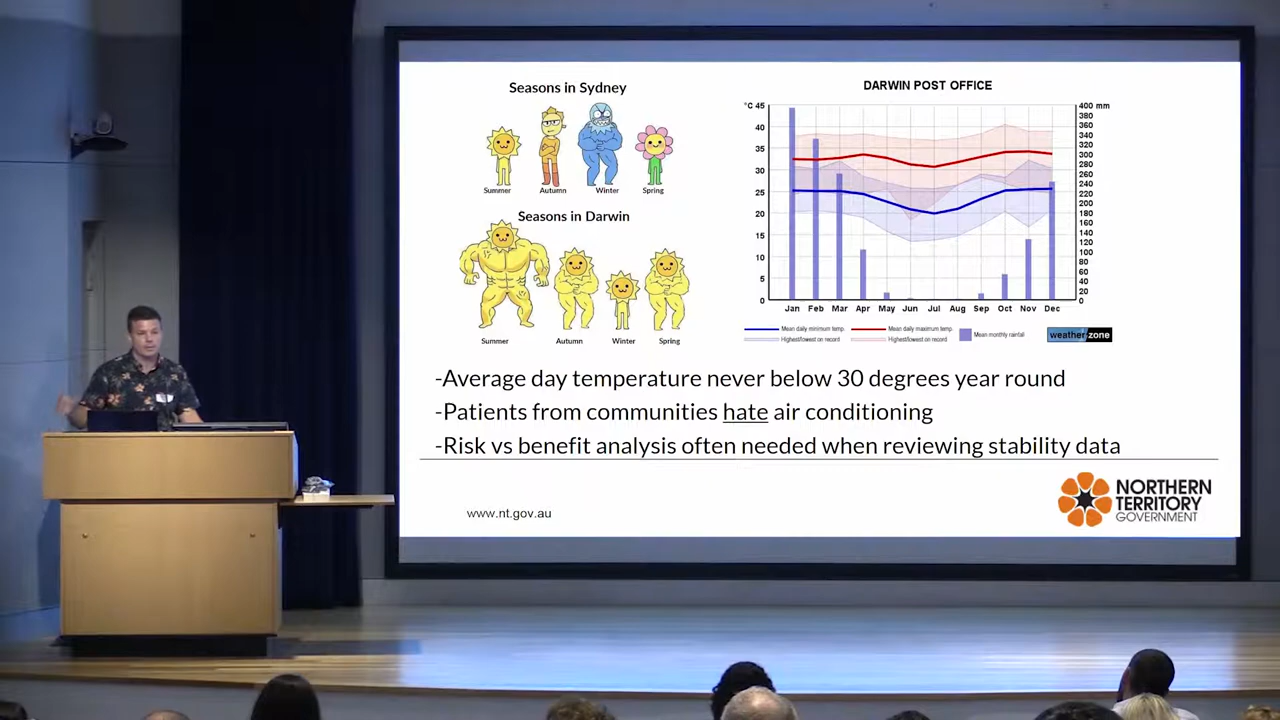 Seasons in Sydney
Summer Autumn Winter Spring
Seasons in Darwin
Summer Autumn Winter Spring
DARWIN POST OFFICE
°C 45
40
35
30
25
20
15
10
5
0
400 mm
380
360
340
320
300
280
260
240
220
200
180
160
140
120
100
80
60
40
20
0
Jan Feb Mar Apr May Jun Jul Aug Sep Oct Nov Dec
Mean daily minimum temp. Mean daily maximum temp. Mean monthly rainfall
Highest/lowest on record Highest/lowest on record
weatherzone
-Average day temperature never below 30 degrees year round
-Patients from communities hate air conditioning
-Risk vs benefit analysis often needed when reviewing stability data
www.nt.gov.au
NORTHERN
TERRITORY
GOVERNMENT